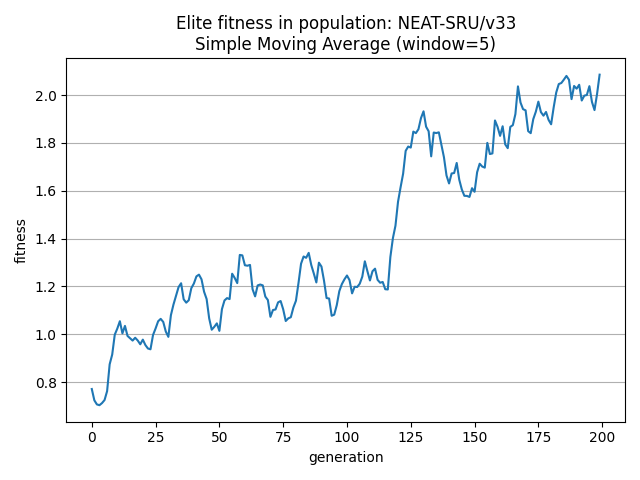 Elite fitness in population: NEAT-SRU/v33
Simple Moving Average (window=5)
fitness
2.0
1.8
1.6
1.4
1.2
1.0
0.8
0 25 50 75 100 125 150 175 200
generation